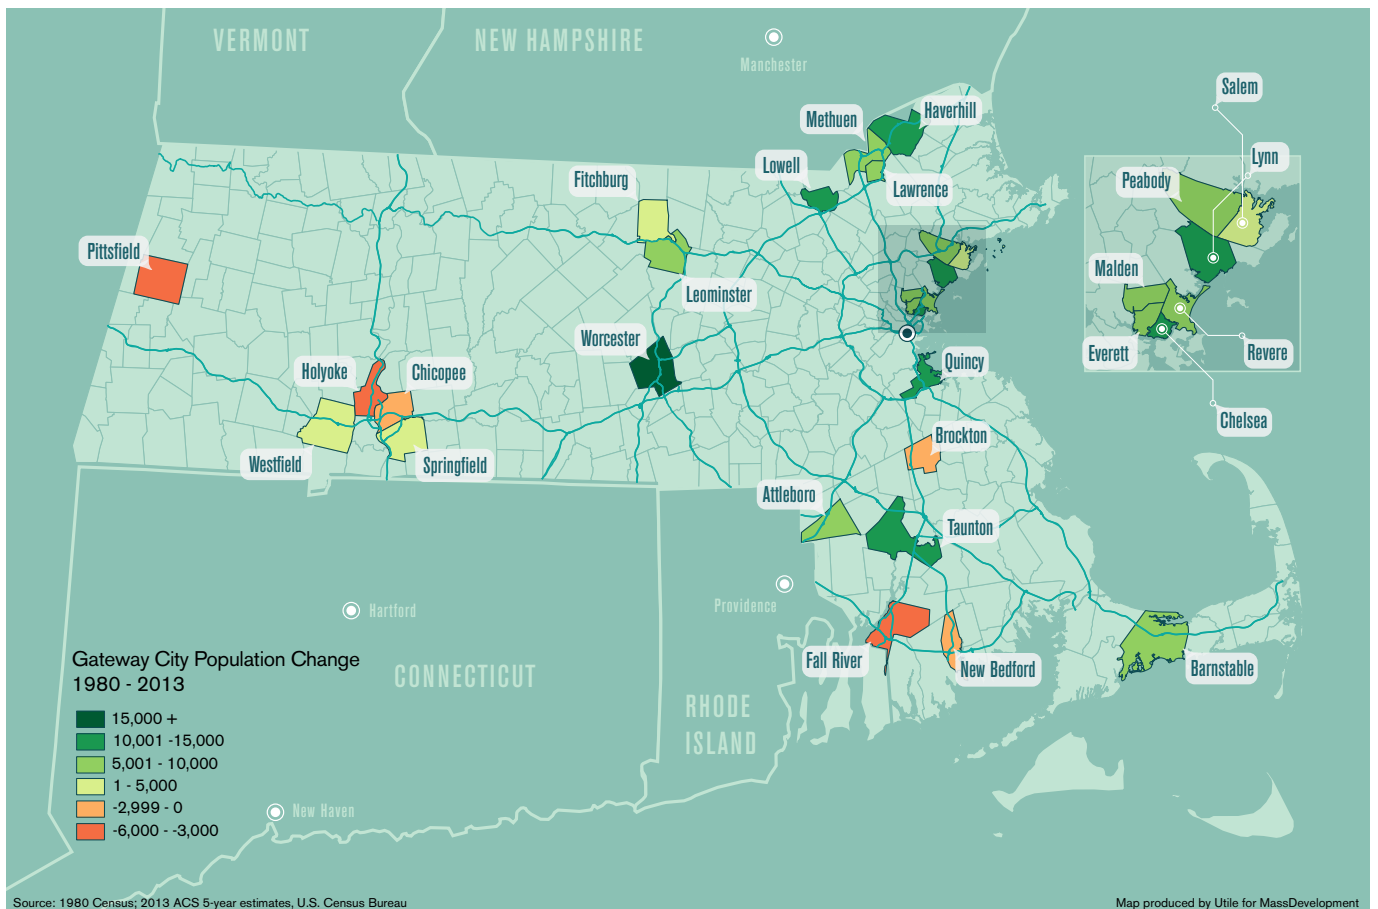 VERMONT
NEW HAMPSHIRE
Manchester
Salem
Haverhill
Methuen
Lynn
Lowell
Fitchburg
Peabody
Lawrence
Pittsfield
Malden
Leominster
Worcester
Everett
Revere
Quincy
Holyoke
Chicopee
Chelsea
Brockton
Westfield
Springfield
Attleboro
Taunton
Providence
Hartford
Gateway City Population Change
1980 - 2013
Fall River
New Bedford
Barnstable
CONNECTICUT
RHODE
ISLAND
15,000 +
10,001 -15,000
5,001 - 10,000
1 - 5,000
-2,999 - 0
-6,000 - -3,000
New Haven
Source: 1980 Census; 2013 ACS 5-year estimates, U.S. Census Bureau
Map produced by Utile for MassDevelopment